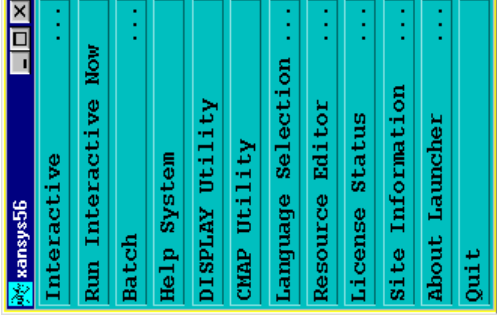 xansys56
Interactive ...
Run Interactive Now
Batch ...
Help System
DISPLAY Utility
CMAP Utility
Language Selection ...
Resource Editor ...
License Status ...
Site Information ...
About Launcher ...
Quit